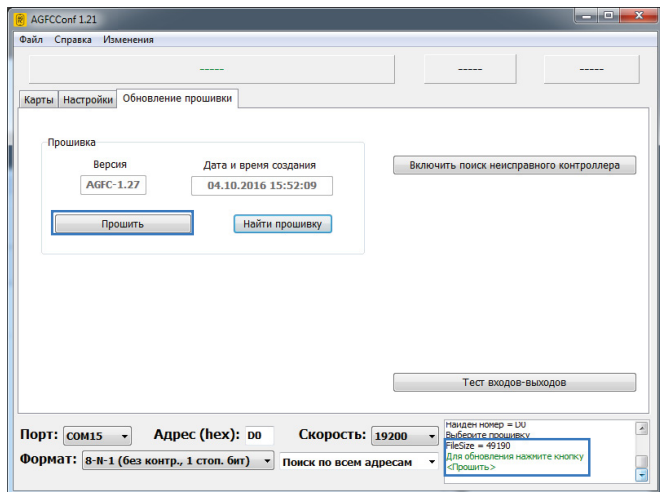 AGFCConf 1.21
Файл Справка Изменения
----- ----- -----
Карты Настройки Обновление прошивки
Прошивка
Версия Дата и время создания
AGFC-1.27 04.10.2016 15:52:09
Прошить Найти прошивку
Включить поиск неисправного контроллера
Тест входов-выходов
Порт: COM15 Адрес (hex): D0 Скорость: 19200
Формат: 8-N-1 (без контр., 1 стоп. бит) Поиск по всем адресам
Найден номер = D0
Выберите прошивку
FileSize = 49190
Для обновления нажмите кнопку
<Прошить>